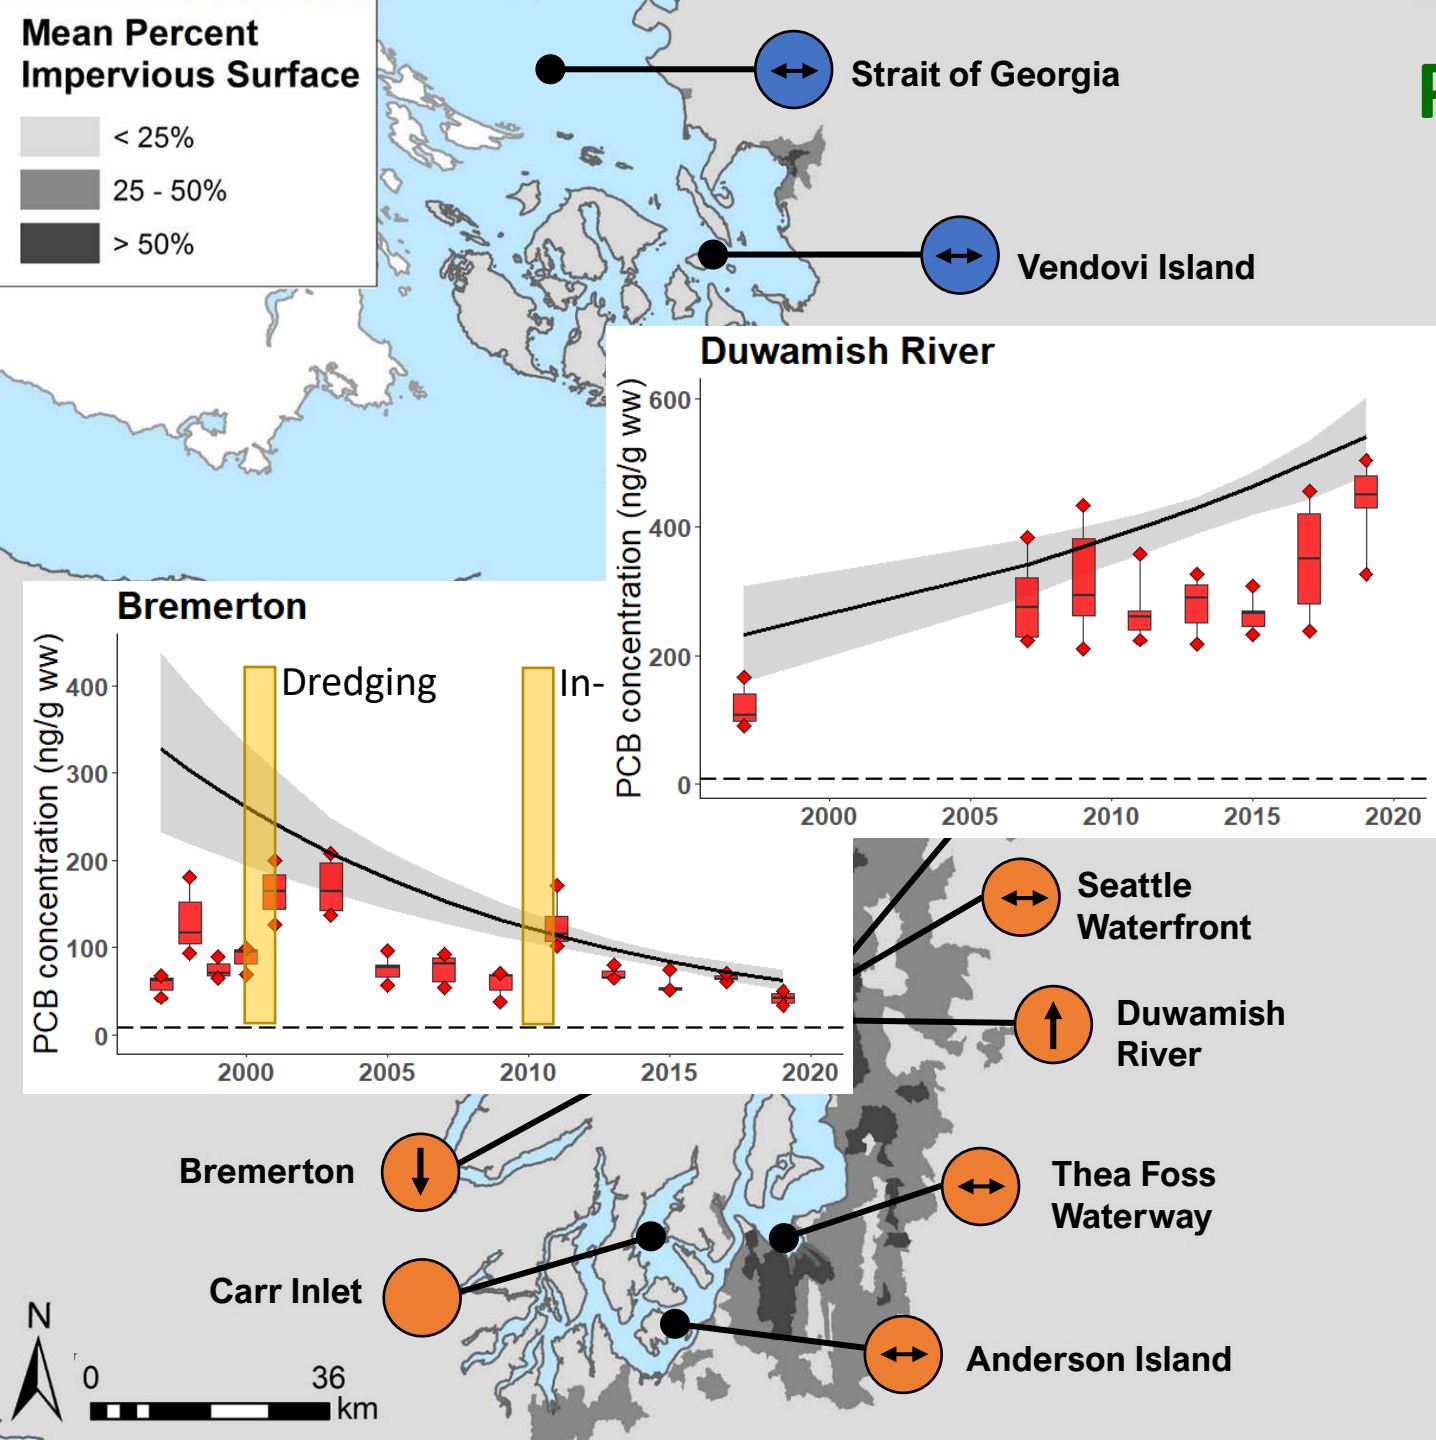 Mean Percent
Impervious Surface
< 25%
25 - 50%
> 50%
Strait of Georgia
Vendovi Island
Duwamish River
PCB concentration (ng/g ww)
600
400
200
0
2000 2005 2010 2015 2020
Bremerton
PCB concentration (ng/g ww)
400
300
200
100
0
Dredging
In-
2000 2005 2010 2015 2020
Seattle
Waterfront
Duwamish
River
Bremerton
Thea Foss
Waterway
Carr Inlet
Anderson Island
N
0 36
km